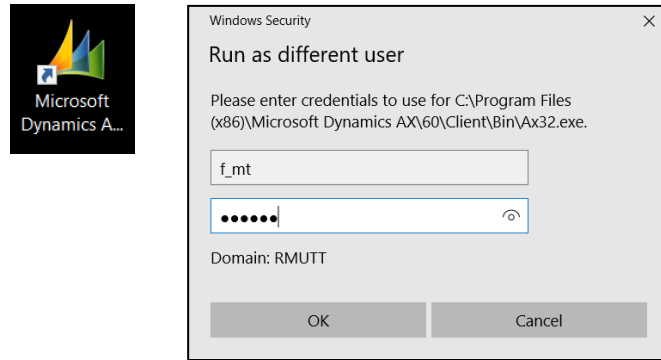 Microsoft
Dynamics A...
Windows Security
Run as different user
Please enter credentials to use for C:\Program Files
(x86)\Microsoft Dynamics AX\60\Client\Bin\Ax32.exe.
f_mt
●●●●●●
Domain: RMUTT
OK
Cancel